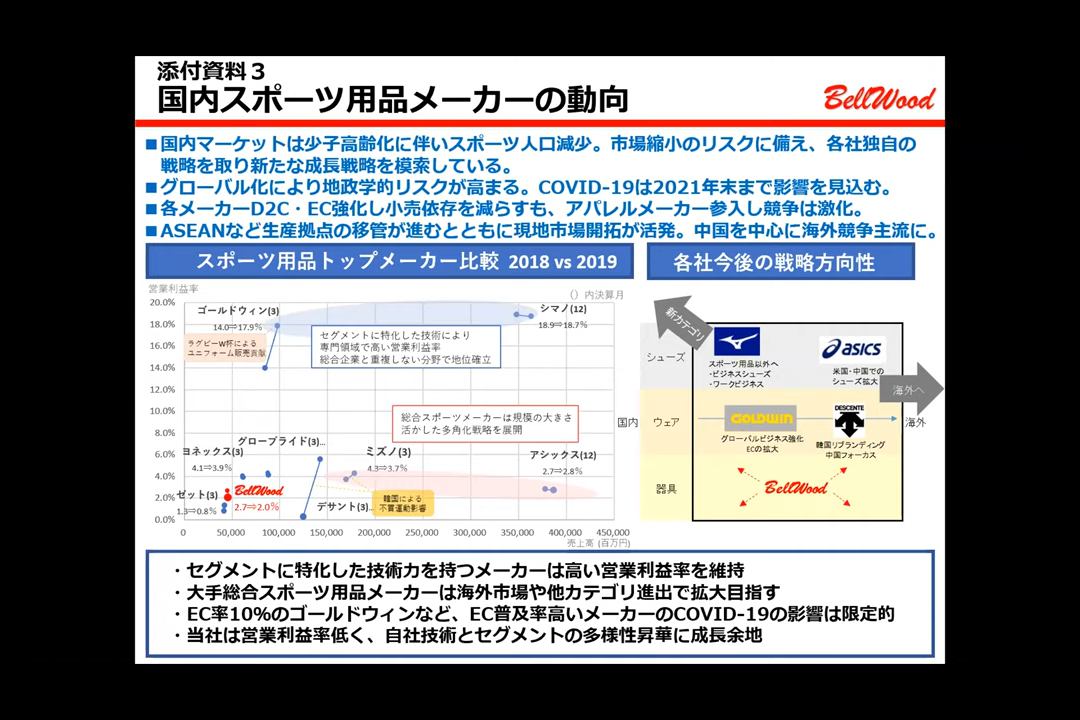 添付資料３
国内スポーツ用品メーカーの動向
BellWood
■国内マーケットは少子高齢化に伴いスポーツ人口減少。市場縮小のリスクに備え、各社独自の
戦略を取り新たな成長戦略を模索している。
■グローバル化により地政学的リスクが高まる。COVID-19は2021年末まで影響を見込む。
■各メーカーD2C・EC強化し小売依存を減らすも、アパレルメーカー参入し競争は激化。
■ASEANなど生産拠点の移管が進むとともに現地市場開拓が活発。中国を中心に海外競争主流に。
スポーツ用品トップメーカー比較 2018 vs 2019
営業利益率
（）内決算月
20.0%
18.0%
16.0%
14.0%
12.0%
10.0%
8.0%
6.0%
4.0%
2.0%
0.0%
ゴールドウィン(3)
14.0⇒17.9%
ラグビーW杯による
ユニフォーム販売貢献
セグメントに特化した技術により
専門領域で高い営業利益率
総合企業と重複しない分野で地位確立
シマノ(12)
18.9⇒18.7%
総合スポーツメーカーは規模の大きさ
活かした多角化戦略を展開
グローブライド(3)...
ヨネックス(3)
4.1⇒3.9%
ミズノ(3)
4.3⇒3.7%
アシックス(12)
2.7⇒2.8%
ゼット(3)
1.3⇒0.8%
BellWood
2.7⇒2.0%
デサント(3)...
韓国による
不買運動影響
0 50,000 100,000 150,000 200,000 250,000 300,000 350,000 400,000 450,000
売上高 (百万円)
各社今後の戦略方向性
新カテゴリ
シューズ
スポーツ用品以外へ
・ビジネスシューズ
・ワークビジネス
asics
米国・中国での
シューズ拡大
海外へ
国内
ウェア
GOLDWIN
グローバルビジネス強化
ECの拡大
DESCENTE
韓国リブランディング
中国フォーカス
海外
器具
BellWood
・セグメントに特化した技術力を持つメーカーは高い営業利益率を維持
・大手総合スポーツ用品メーカーは海外市場や他カテゴリ進出で拡大目指す
・EC率10%のゴールドウィンなど、EC普及率高いメーカーのCOVID-19の影響は限定的
・当社は営業利益率低く、自社技術とセグメントの多様性昇華に成長余地